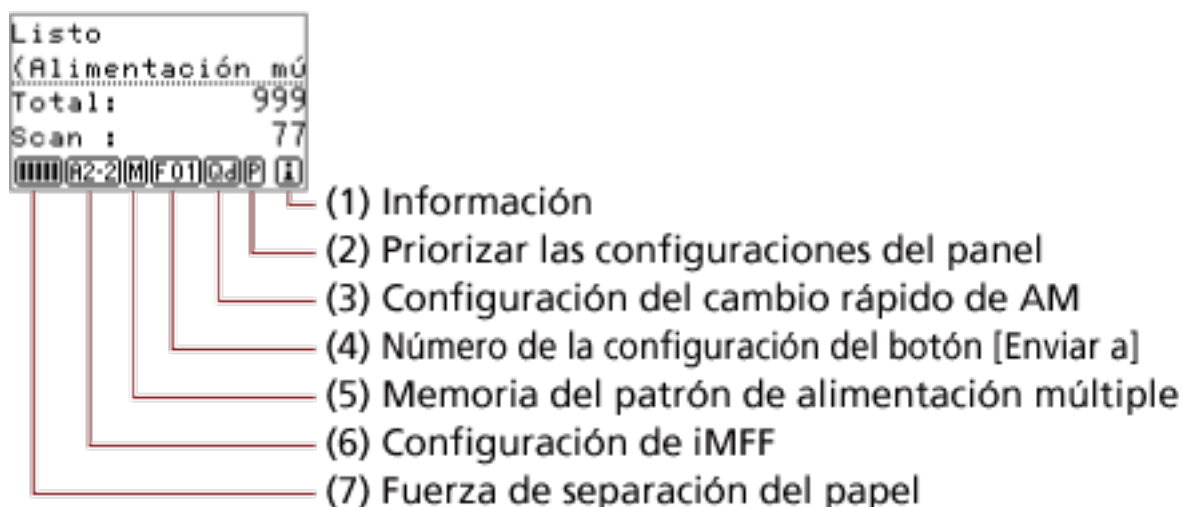 Listo
(Alimentación mú
Total: 999
Scan : 77
A2-2 M F 01 Qd P i
(1) Información
(2) Priorizar las configuraciones del panel
(3) Configuración del cambio rápido de AM
(4) Número de la configuración del botón [Enviar a]
(5) Memoria del patrón de alimentación múltiple
(6) Configuración de iMFF
(7) Fuerza de separación del papel